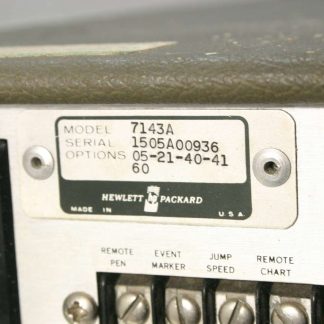 MODEL 7143A
SERIAL 1505A00936
OPTIONS 05-21-40-41
60
HEWLETT hp PACKARD
MADE IN U.S.A.
REMOTE PEN EVENT MARKER JUMP SPEED REMOTE CHART